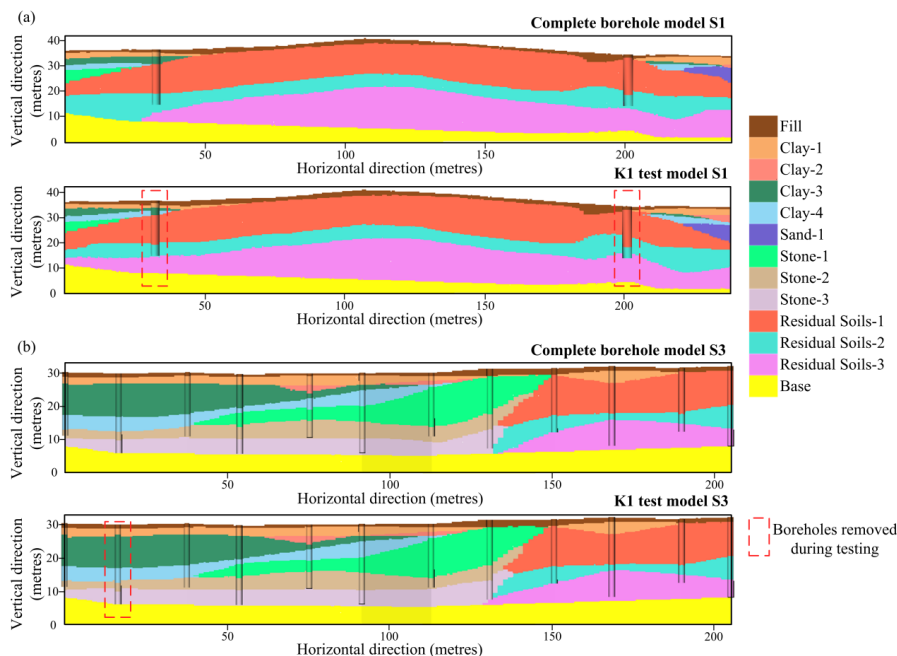 (a)
Complete borehole model S1
Vertical direction
(metres)
40
30
20
10
0
50
100
150
200
Horizontal direction (metres)
K1 test model S1
Vertical direction
(metres)
40
30
20
10
0
50
100
150
200
Horizontal direction (metres)
Fill
Clay-1
Clay-2
Clay-3
Clay-4
Sand-1
Stone-1
Stone-2
Stone-3
Residual Soils-1
Residual Soils-2
Residual Soils-3
Base
(b)
Complete borehole model S3
Vertical direction
(metres)
30
20
10
0
50
100
150
200
Horizontal direction (metres)
K1 test model S3
Vertical direction
(metres)
30
20
10
0
50
100
150
200
Horizontal direction (metres)
Boreholes removed
during testing